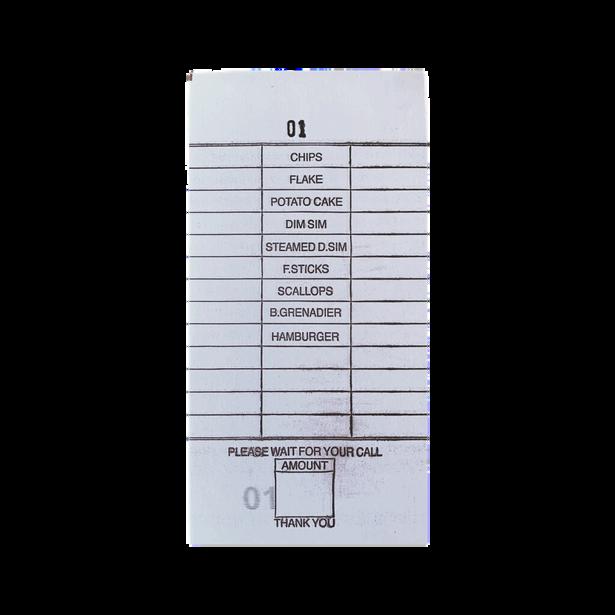 01
CHIPS
FLAKE
POTATO CAKE
DIM SIM
STEAMED D.SIM
F.STICKS
SCALLOPS
B.GRENADIER
HAMBURGER
PLEASE WAIT FOR YOUR CALL
AMOUNT
01
THANK YOU